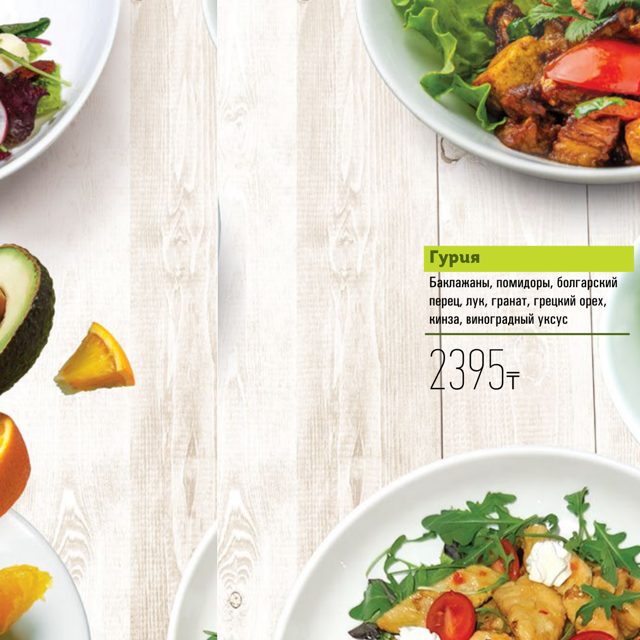 Гурия
Баклажаны, помидоры, болгарский
перец, лук, гранат, грецкий орех,
кинза, виноградный уксус
2395₸